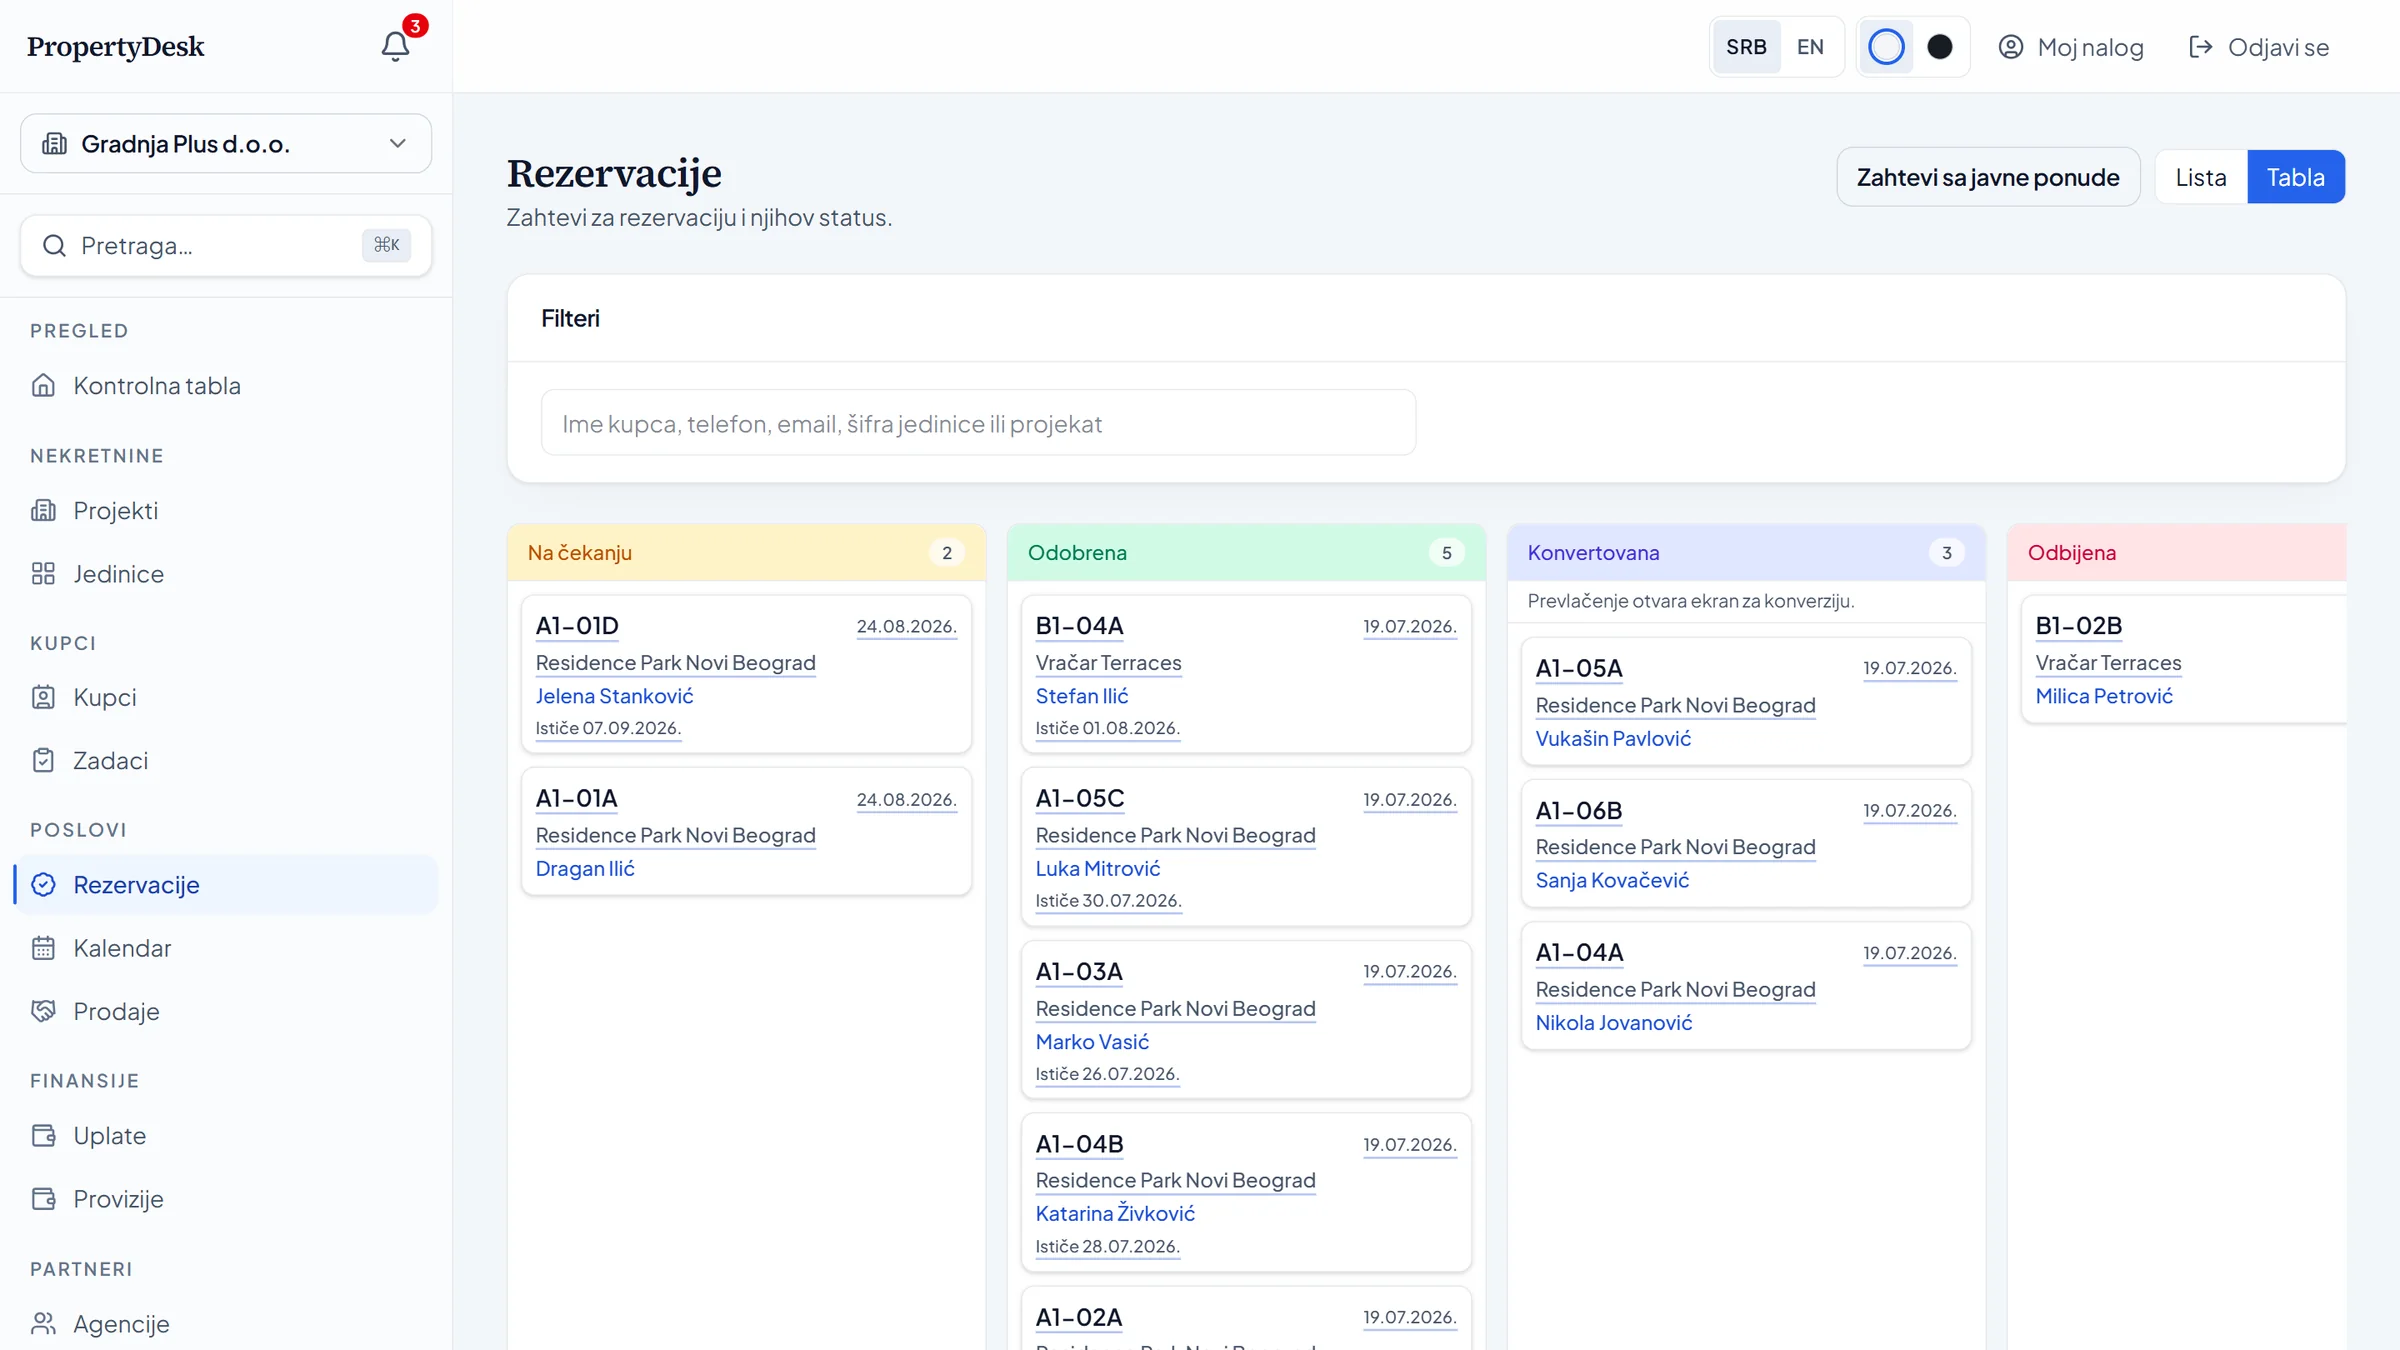 PropertyDesk
3
SRB
EN
Moj nalog
Odjavi se
Gradnja Plus d.o.o.
Pretraga...
⌘K
PREGLED
Kontrolna tabla
NEKRETNINE
Projekti
Jedinice
KUPCI
Kupci
Zadaci
POSLOVI
Rezervacije
Kalendar
Prodaje
FINANSIJE
Uplate
Provizije
PARTNERI
Agencije
Rezervacije
Zahtevi za rezervaciju i njihov status.
Zahtevi sa javne ponude
Lista
Tabla
Filteri
Ime kupca, telefon, email, šifra jedinice ili projekat
Na čekanju
2
A1-01D
24.08.2026.
Residence Park Novi Beograd
Jelena Stanković
Ističe 07.09.2026.
A1-01A
24.08.2026.
Residence Park Novi Beograd
Dragan Ilić
Odobrena
5
B1-04A
19.07.2026.
Vračar Terraces
Stefan Ilić
Ističe 01.08.2026.
A1-05C
19.07.2026.
Residence Park Novi Beograd
Luka Mitrović
Ističe 30.07.2026.
A1-03A
19.07.2026.
Residence Park Novi Beograd
Marko Vasić
Ističe 26.07.2026.
A1-04B
19.07.2026.
Residence Park Novi Beograd
Katarina Živković
Ističe 28.07.2026.
A1-02A
19.07.2026.
Konvertovana
3
Prevlačenje otvara ekran za konverziju.
A1-05A
19.07.2026.
Residence Park Novi Beograd
Vukašin Pavlović
A1-06B
19.07.2026.
Residence Park Novi Beograd
Sanja Kovačević
A1-04A
19.07.2026.
Residence Park Novi Beograd
Nikola Jovanović
Odbijena
B1-02B
Vračar Terraces
Milica Petrović